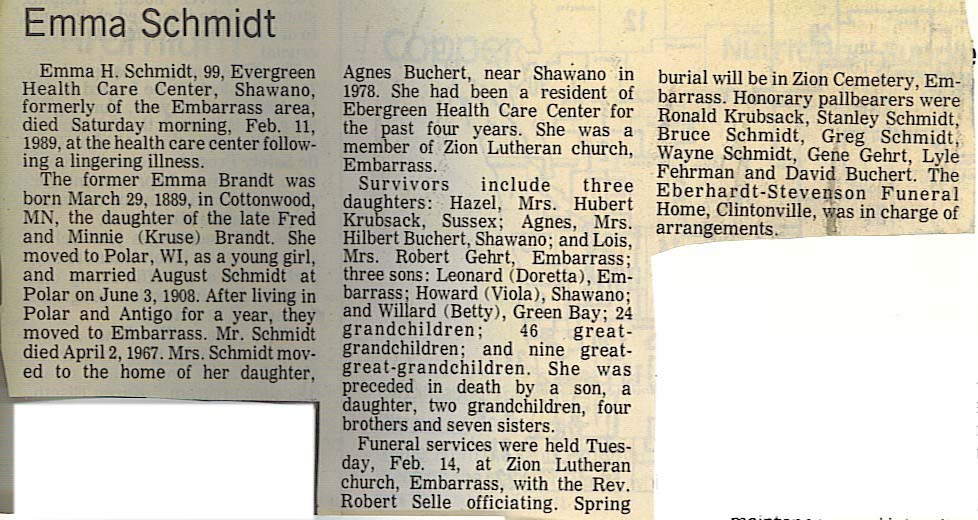 Emma Schmidt
Emma H. Schmidt, 99, Evergreen
Health Care Center, Shawano,
formerly of the Embarrass area,
died Saturday morning, Feb. 11,
1989, at the health care center follow-
ing a lingering illness.
The former Emma Brandt was
born March 29, 1889, in Cottonwood,
MN, the daughter of the late Fred
and Minnie (Kruse) Brandt. She
moved to Polar, WI, as a young girl,
and married August Schmidt at
Polar on June 3, 1908. After living in
Polar and Antigo for a year, they
moved to Embarrass. Mr. Schmidt
died April 2, 1967. Mrs. Schmidt mov-
ed to the home of her daughter,
Agnes Buchert, near Shawano in
1978. She had been a resident of
Ebergreen Health Care Center for
the past four years. She was a
member of Zion Lutheran church,
Embarrass.
Survivors include three
daughters: Hazel, Mrs. Hubert
Krubsack, Sussex; Agnes, Mrs.
Hilbert Buchert, Shawano; and Lois,
Mrs. Robert Gehrt, Embarrass;
three sons: Leonard (Doretta), Em-
barrass; Howard (Viola), Shawano;
and Willard (Betty), Green Bay; 24
grandchildren; 46 great-
grandchildren; and nine great-
great-grandchildren. She was
preceded in death by a son, a
daughter, two grandchildren, four
brothers and seven sisters.
Funeral services were held Tues-
day, Feb. 14, at Zion Lutheran
church, Embarrass, with the Rev.
Robert Selle officiating. Spring
burial will be in Zion Cemetery, Em-
barrass. Honorary pallbearers were
Ronald Krubsack, Stanley Schmidt,
Bruce Schmidt, Greg Schmidt,
Wayne Schmidt, Gene Gehrt, Lyle
Fehrman and David Buchert. The
Eberhardt-Stevenson Funeral
Home, Clintonville, was in charge of
arrangements.